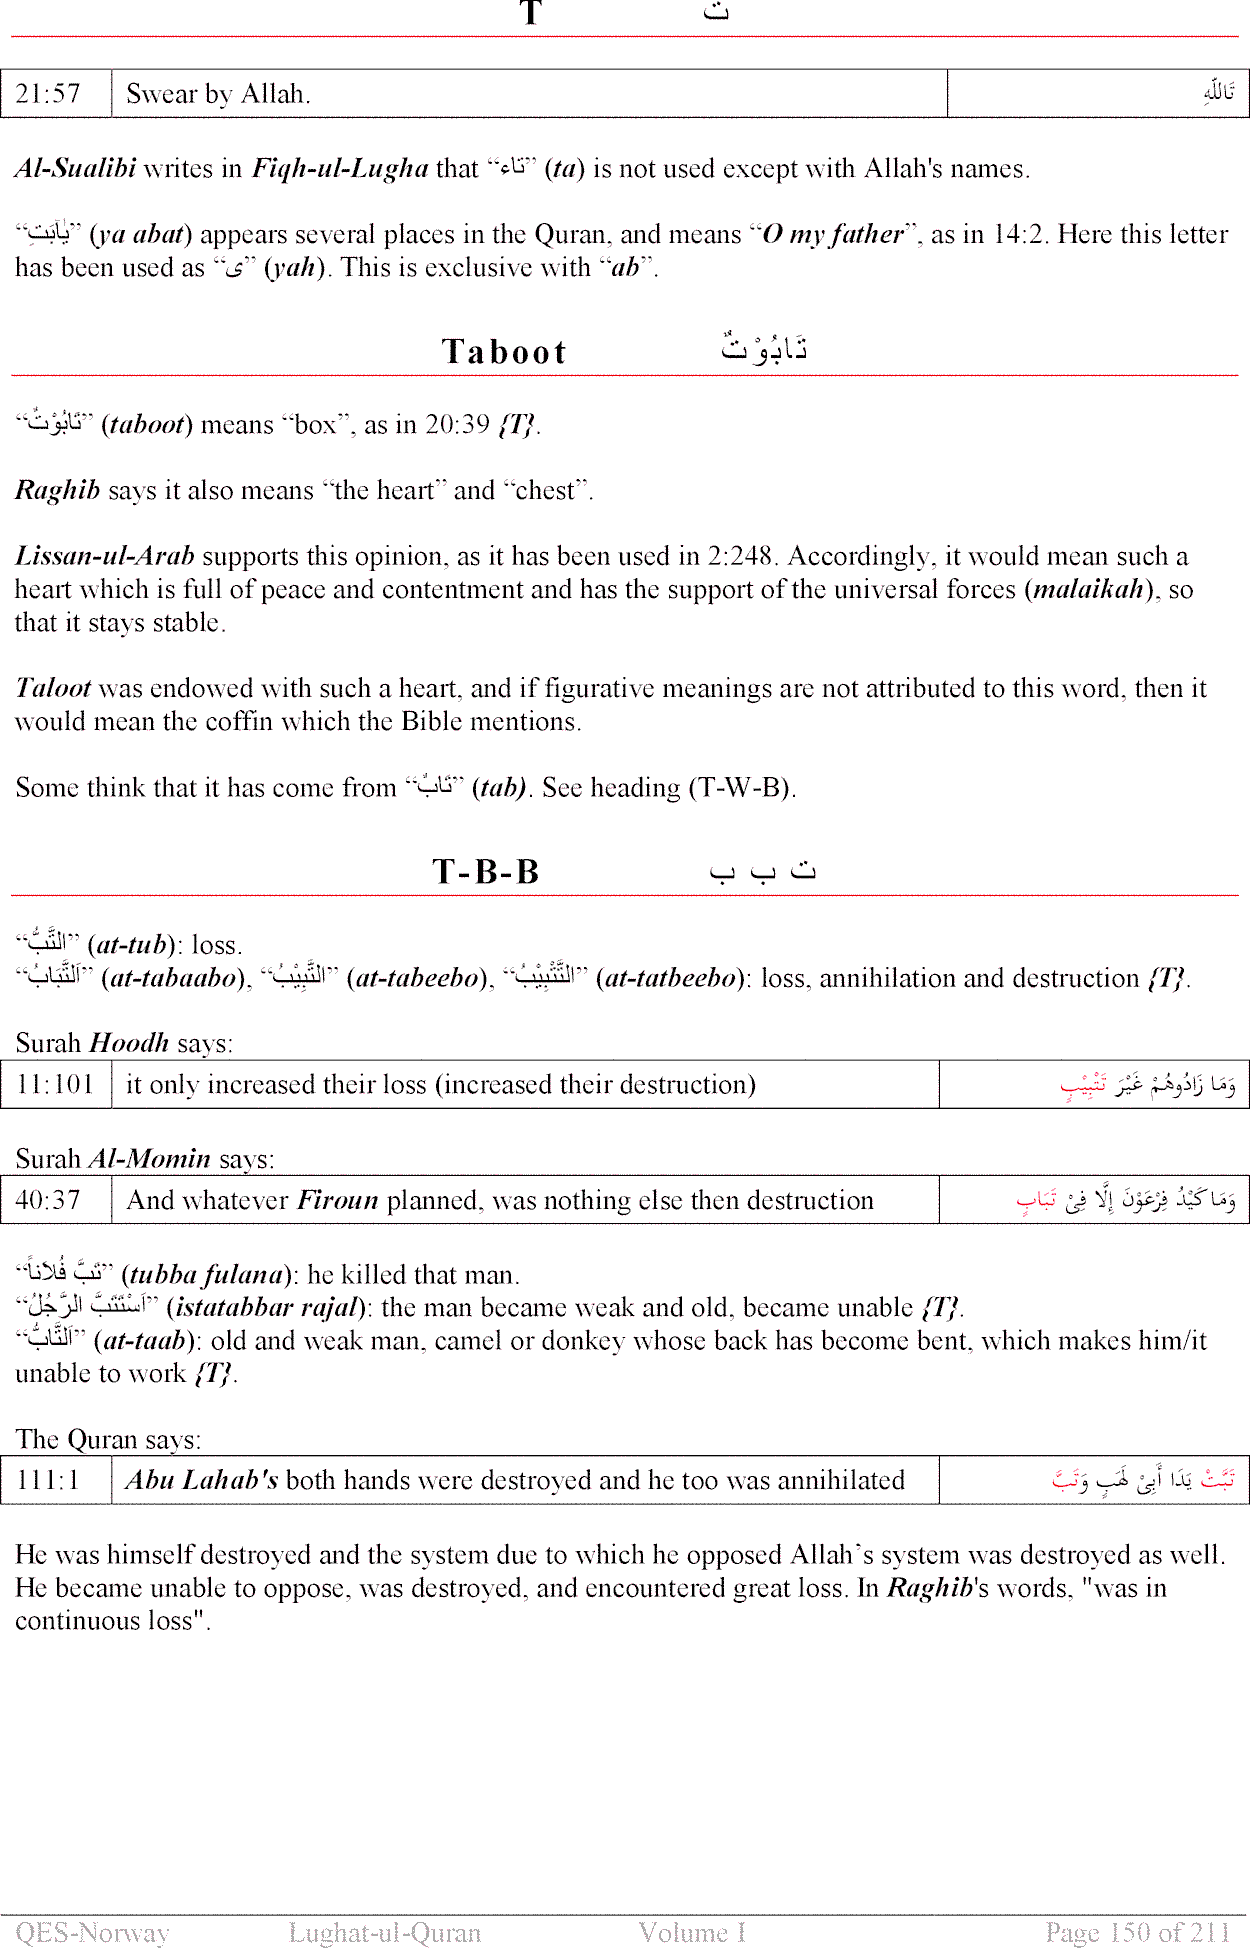 T ت
21:57 Swear by Allah. تَاللّٰهِ
Al-Sualibi writes in Fiqh-ul-Lugha that “تاء” (ta) is not used except with Allah's names.
“يٰٓاَبَتِ” (ya abat) appears several places in the Quran, and means “O my father”, as in 14:2. Here this letter
has been used as “ى” (yah). This is exclusive with “ab”.
Taboot تَابُوْتٌ
“تَابُوْتٌ” (taboot) means “box”, as in 20:39 {T}.
Raghib says it also means “the heart” and “chest”.
Lissan-ul-Arab supports this opinion, as it has been used in 2:248. Accordingly, it would mean such a
heart which is full of peace and contentment and has the support of the universal forces (malaikah), so
that it stays stable.
Taloot was endowed with such a heart, and if figurative meanings are not attributed to this word, then it
would mean the coffin which the Bible mentions.
Some think that it has come from “تَابٌ” (tab). See heading (T-W-B).
T-B-B ت ب ب
“التَّبُّ” (at-tub): loss.
“اَلتَّبَابُ” (at-tabaabo), “التَّبِيْبُ” (at-tabeebo), “التَّتْبِيْبُ” (at-tatbeebo): loss, annihilation and destruction {T}.
Surah Hoodh says:
11:101 it only increased their loss (increased their destruction) وَمَا زَادُوهُمْ غَيْرَ تَتْبِيْبٍ
Surah Al-Momin says:
40:37 And whatever Firoun planned, was nothing else then destruction وَمَا كَيْدُ فِرْعَوْنَ إِلَّا فِىْ تَبَابٍ
“تَبَّ فُلَاناً” (tubba fulana): he killed that man.
“اَسْتَتَبَّ الرَّجُلُ” (istatabbar rajal): the man became weak and old, became unable {T}.
“اَلتَّابُّ” (at-taab): old and weak man, camel or donkey whose back has become bent, which makes him/it
unable to work {T}.
The Quran says:
111:1 Abu Lahab's both hands were destroyed and he too was annihilated تَبَّتْ يَدَا أَبِىْ لَهَبٍ وَتَبَّ
He was himself destroyed and the system due to which he opposed Allah’s system was destroyed as well.
He became unable to oppose, was destroyed, and encountered great loss. In Raghib's words, "was in
continuous loss".
QES-Norway Lughat-ul-Quran Volume I Page 150 of 211